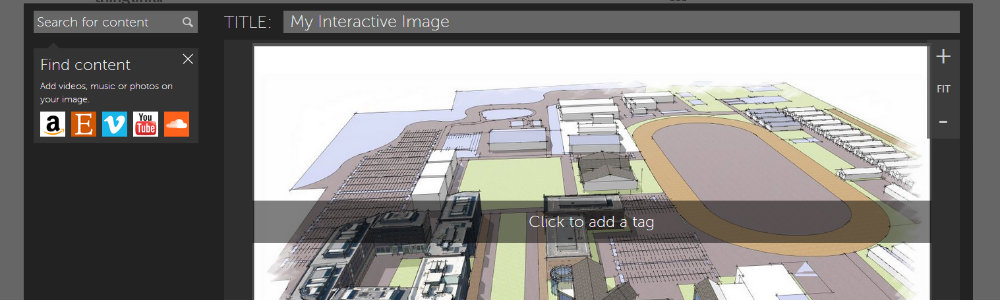 Search for content
TITLE: My Interactive Image
Find content
Add videos, music or photos on
your image.
a E v You Tube
+
FIT
-
Click to add a tag